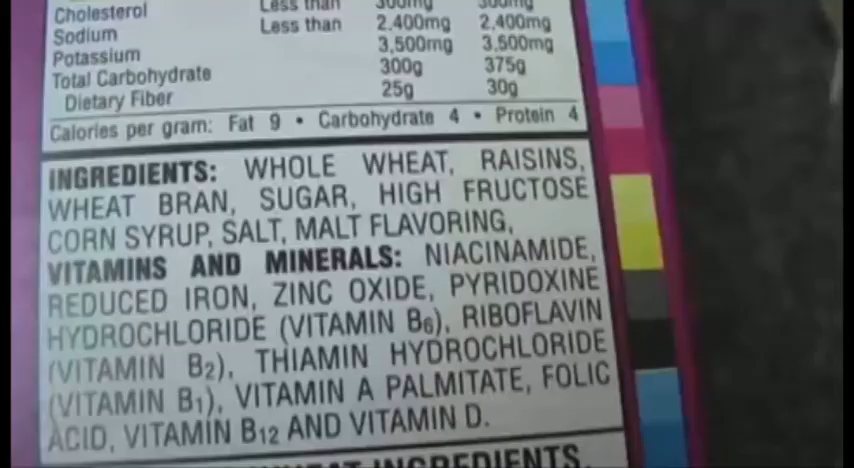 Cholesterol Less than 300mg 300mg
Sodium Less than 2,400mg 2,400mg
Potassium 3,500mg 3,500mg
Total Carbohydrate 300g 375g
Dietary Fiber 25g 30g
Calories per gram: Fat 9 • Carbohydrate 4 • Protein 4
INGREDIENTS: WHOLE WHEAT, RAISINS,
WHEAT BRAN, SUGAR, HIGH FRUCTOSE
CORN SYRUP, SALT, MALT FLAVORING,
VITAMINS AND MINERALS: NIACINAMIDE,
REDUCED IRON, ZINC OXIDE, PYRIDOXINE
HYDROCHLORIDE (VITAMIN B6), RIBOFLAVIN
(VITAMIN B2), THIAMIN HYDROCHLORIDE
(VITAMIN B1), VITAMIN A PALMITATE, FOLIC
ACID, VITAMIN B12 AND VITAMIN D.
INGREDIENTS.